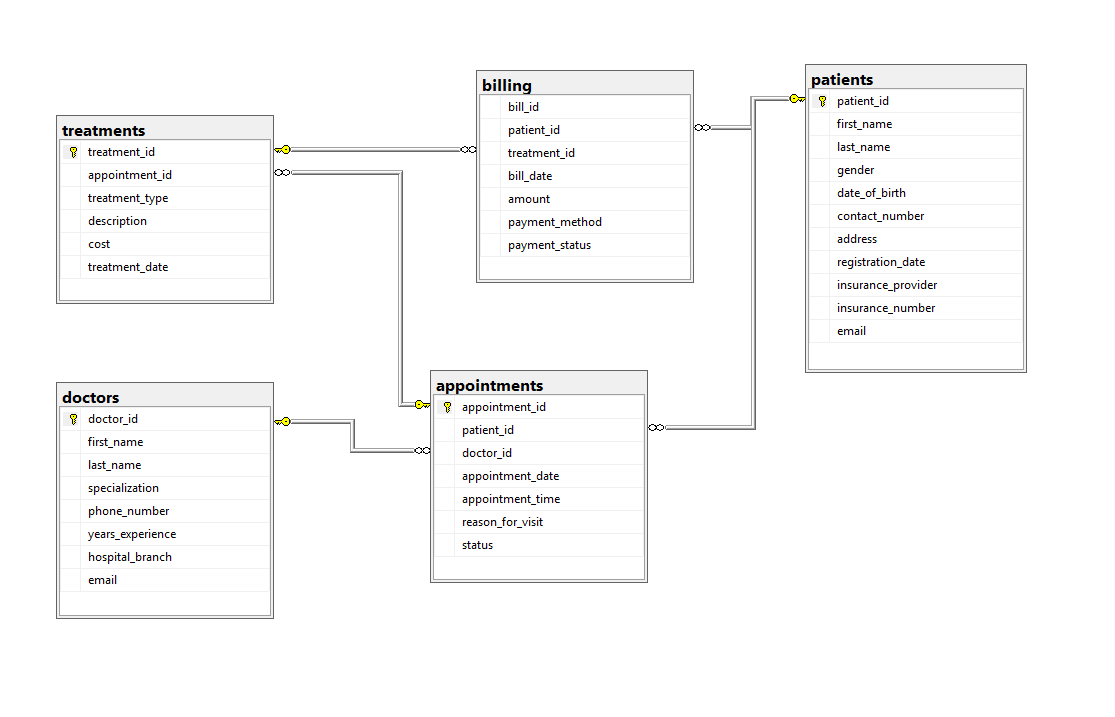 treatments
treatment_id
appointment_id
treatment_type
description
cost
treatment_date
billing
bill_id
patient_id
treatment_id
bill_date
amount
payment_method
payment_status
patients
patient_id
first_name
last_name
gender
date_of_birth
contact_number
address
registration_date
insurance_provider
insurance_number
email
doctors
doctor_id
first_name
last_name
specialization
phone_number
years_experience
hospital_branch
email
appointments
appointment_id
patient_id
doctor_id
appointment_date
appointment_time
reason_for_visit
status